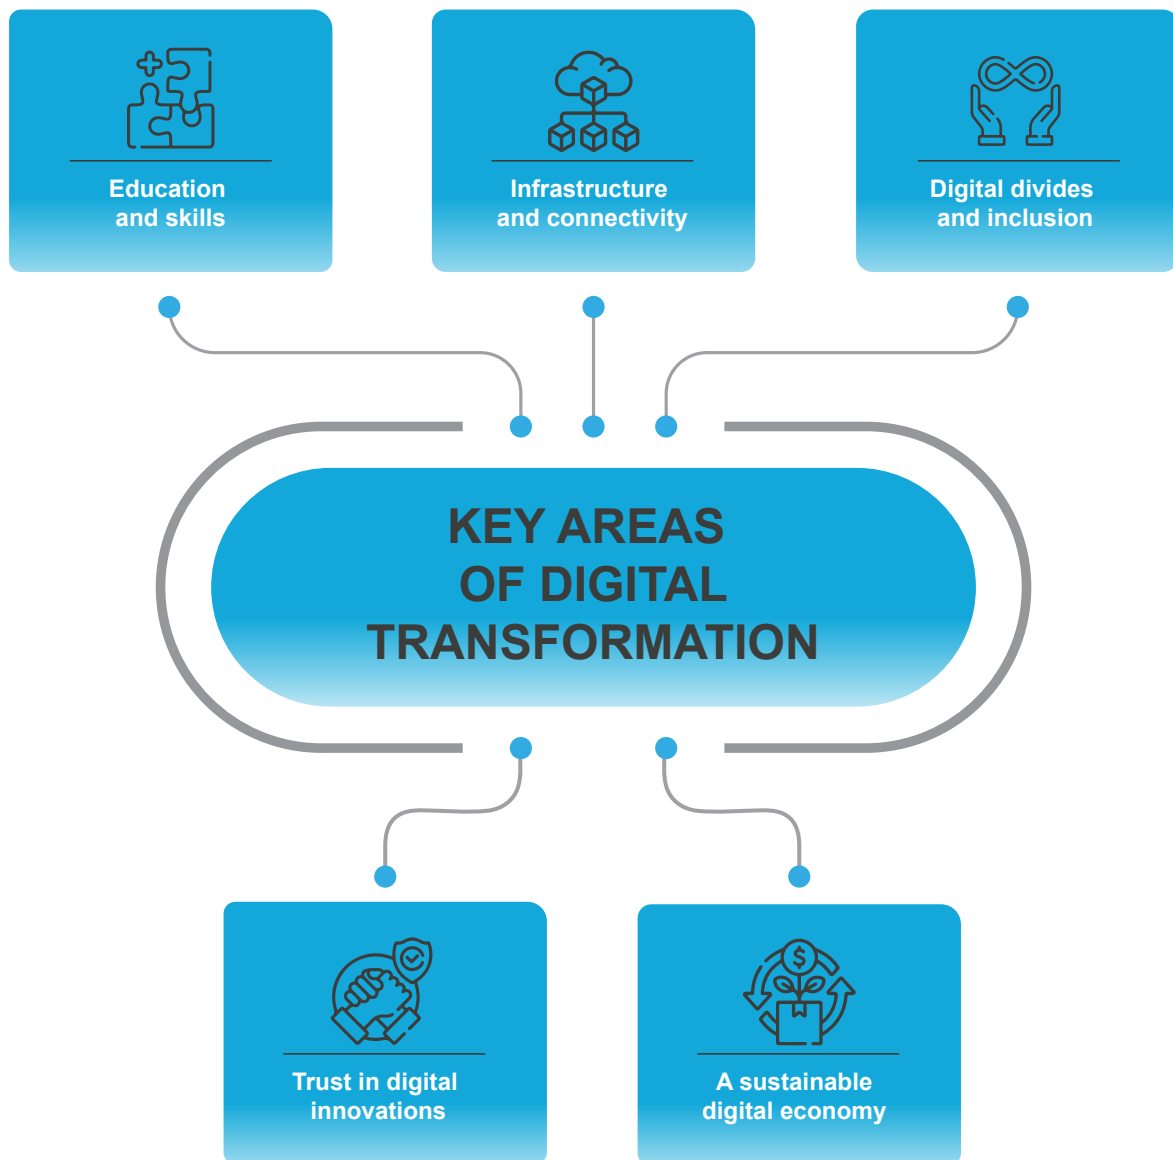 Education
and skills
Infrastructure
and connectivity
Digital divides
and inclusion
KEY AREAS
OF DIGITAL
TRANSFORMATION
$
Trust in digital
innovations
A sustainable
digital economy